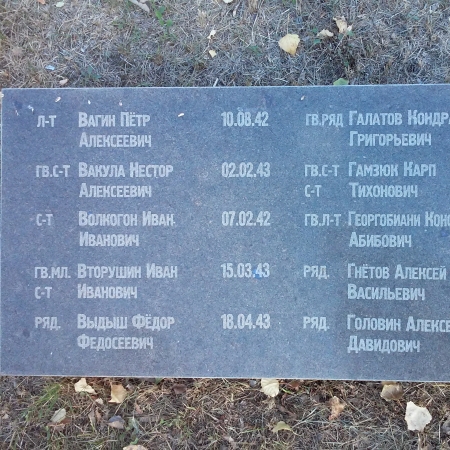 Л-Т ВАГИН ПЁТР 10.08.42 ГВ.РЯД ГАЛАТОВ
АЛЕКСЕЕВИЧ ГРИГОРЬЕВИЧ
ГВ.С-Т ВАКУЛА НЕСТОР 02.02.43 ГВ.С-Т ГАМЗЮК КАРП
АЛЕКСЕЕВИЧ С-Т ТИХОНОВИЧ
С-Т ВОЛКОГОН ИВАН 07.02.42 ГВ.Л-Т ГЕОРГОБИАНИ
ИВАНОВИЧ АБИБОВИЧ
ГВ.МЛ. ВТОРУШИН ИВАН 15.03.43 РЯД. ГНЁТОВ АЛЕКСЕЙ
С-Т ИВАНОВИЧ ВАСИЛЬЕВИЧ
РЯД. ВЫДЫШ ФЁДОР 18.04.43 РЯД. ГОЛОВИН
ФЕДОСЕЕВИЧ ДАВИДОВИЧ